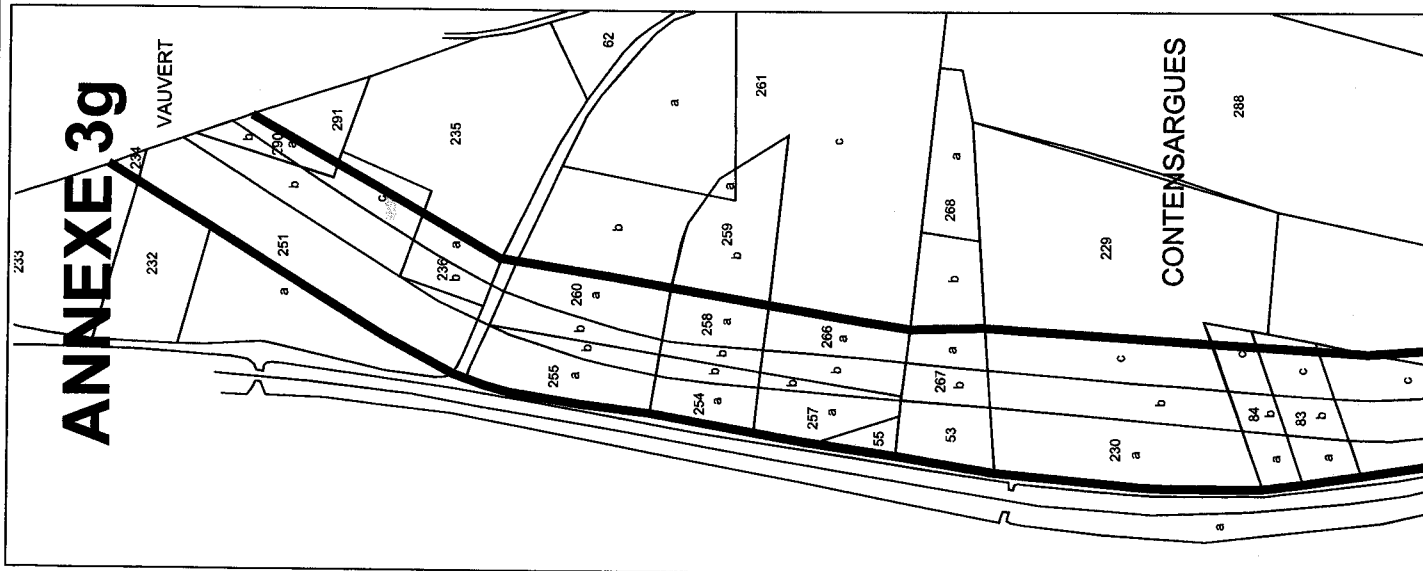 ANNEXE 3g
VAUVERT
CONTENSARGUES
233
234
232
251
a
b
290
b
a
291
235
62
c
a
236
b
260
a
b
b
255
a
b
a
261
c
259
b
a
258
a
b
b
254
a
266
a
b
b
257
a
55
268
a
b
a
267
b
53
229
288
c
b
230
a
84
c
b
a
83
c
b
a
c
a